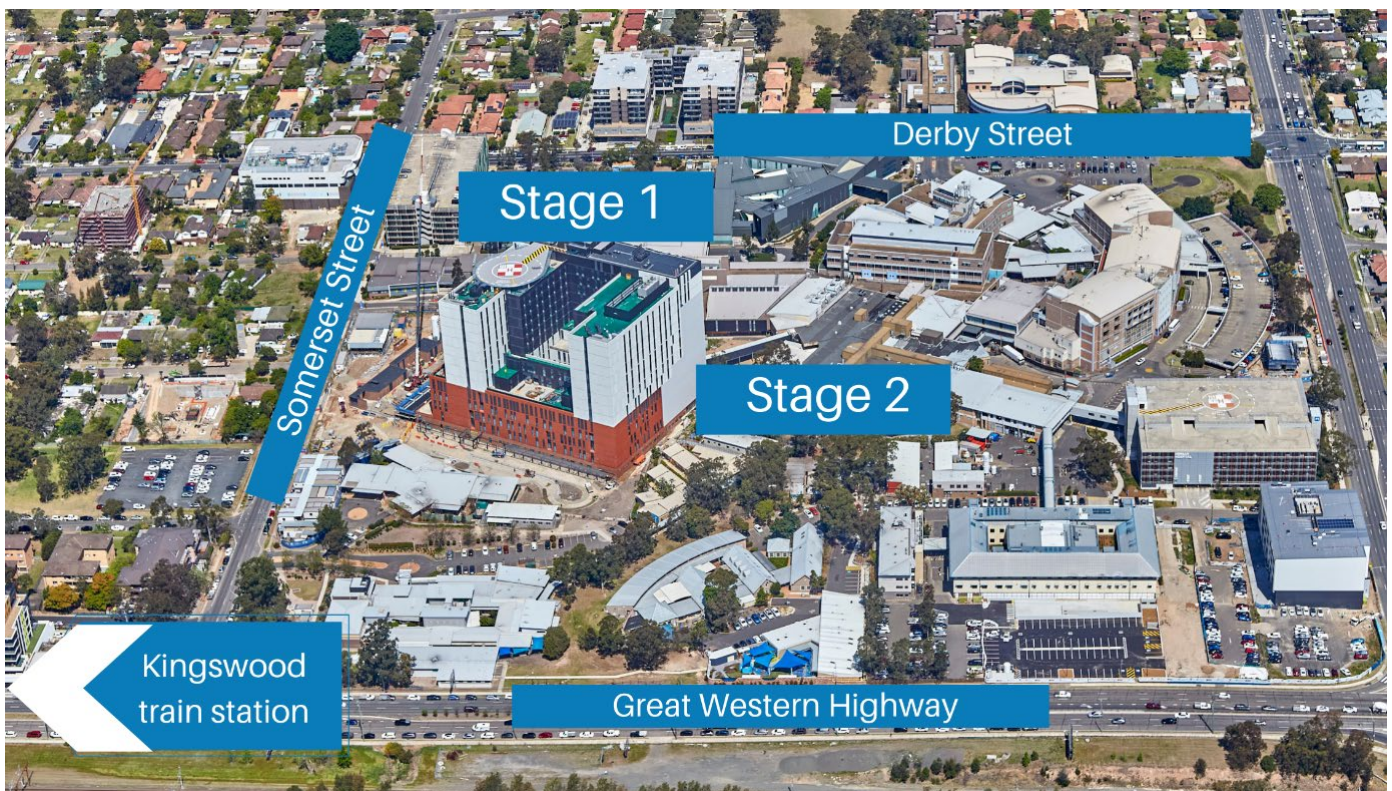 Derby Street
Stage 1
Somerset Street
Stage 2
Kingswood
train station
Great Western Highway